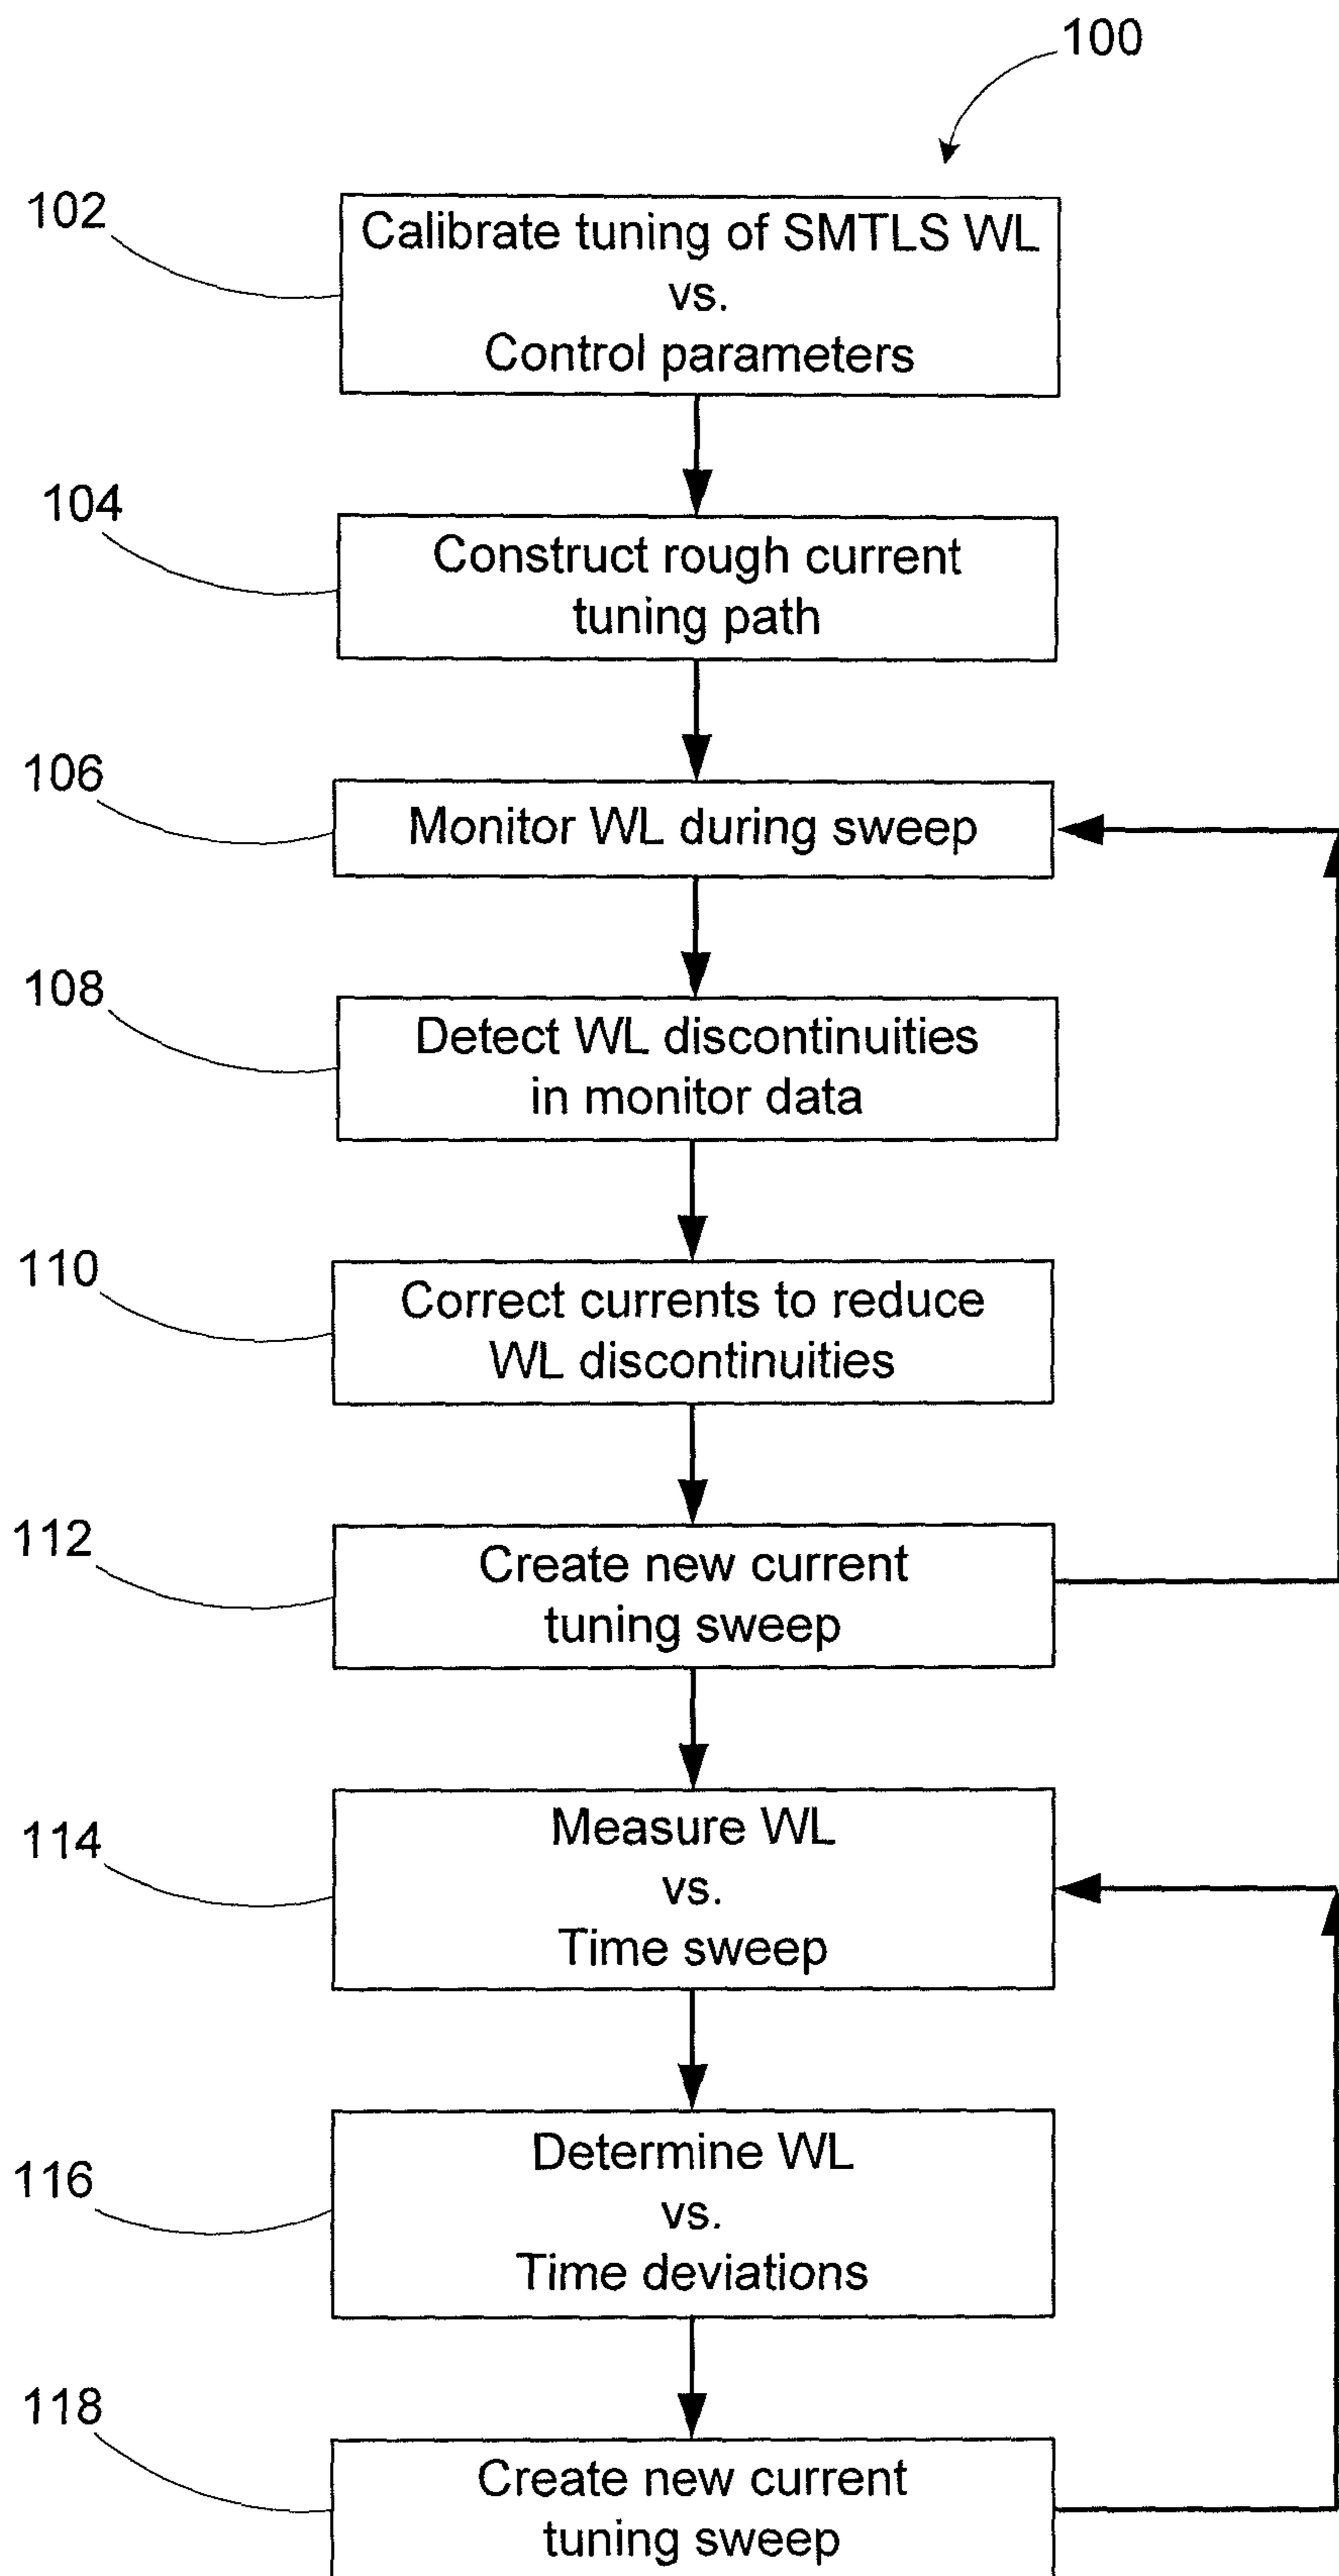 100
102
Calibrate tuning of SMTLS WL
vs.
Control parameters
104
Construct rough current
tuning path
106
Monitor WL during sweep
108
Detect WL discontinuities
in monitor data
110
Correct currents to reduce
WL discontinuities
112
Create new current
tuning sweep
114
Measure WL
vs.
Time sweep
116
Determine WL
vs.
Time deviations
118
Create new current
tuning sweep